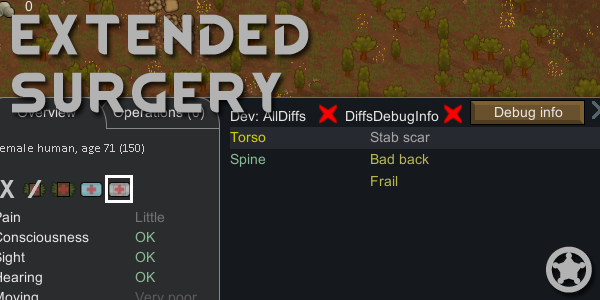 0
EXTENDED
SURGERY
Overview Operations (0)
Dev: AllDiffs DiffsDebugInfo Debug info
Torso Stab scar
emale human, age 71 (150)
Spine Bad back
Frail
X
Pain Little
Consciousness OK
Sight OK
Hearing OK
Moving Very poor